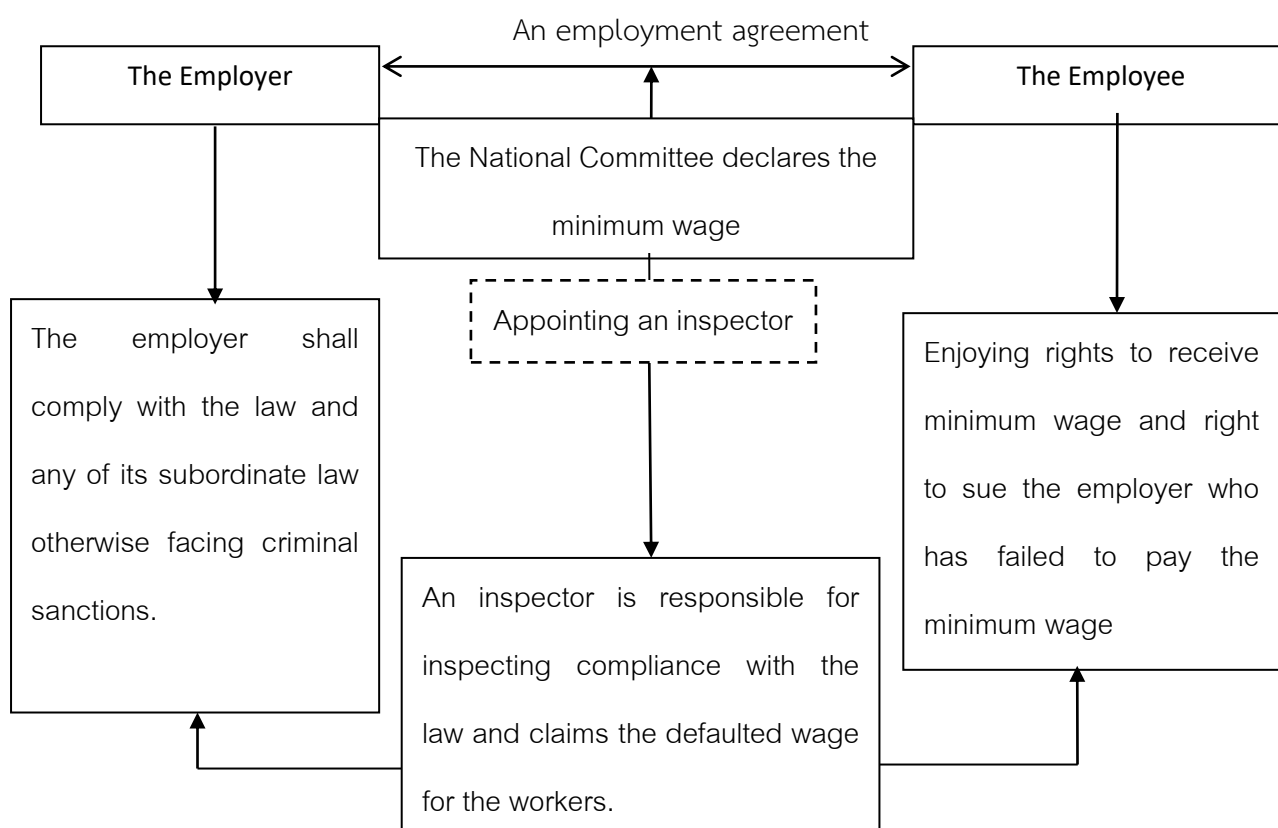 An employment agreement
The Employer
The Employee
The National Committee declares the
minimum wage
Appointing an inspector
The employer shall
comply with the law and
any of its subordinate law
otherwise facing criminal
sanctions.
Enjoying rights to receive
minimum wage and right
to sue the employer who
has failed to pay the
minimum wage
An inspector is responsible for
inspecting compliance with the
law and claims the defaulted wage
for the workers.